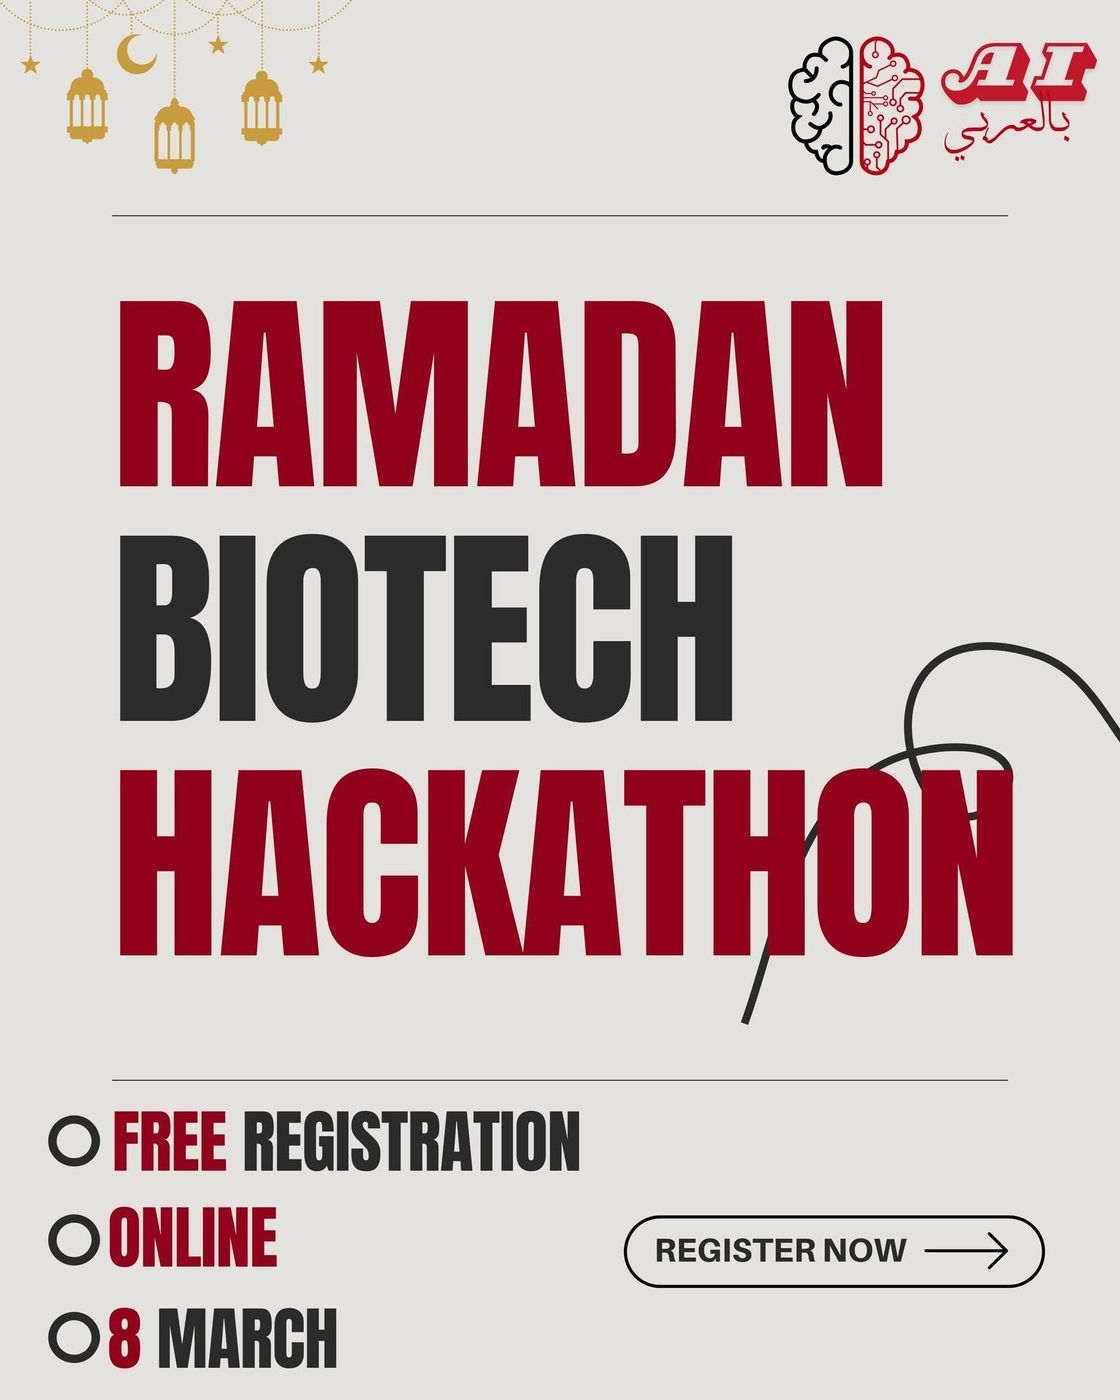 AI
بالعربي
RAMADAN
BIOTECH
HACKATHON
FREE REGISTRATION
ONLINE
REGISTER NOW
8 MARCH